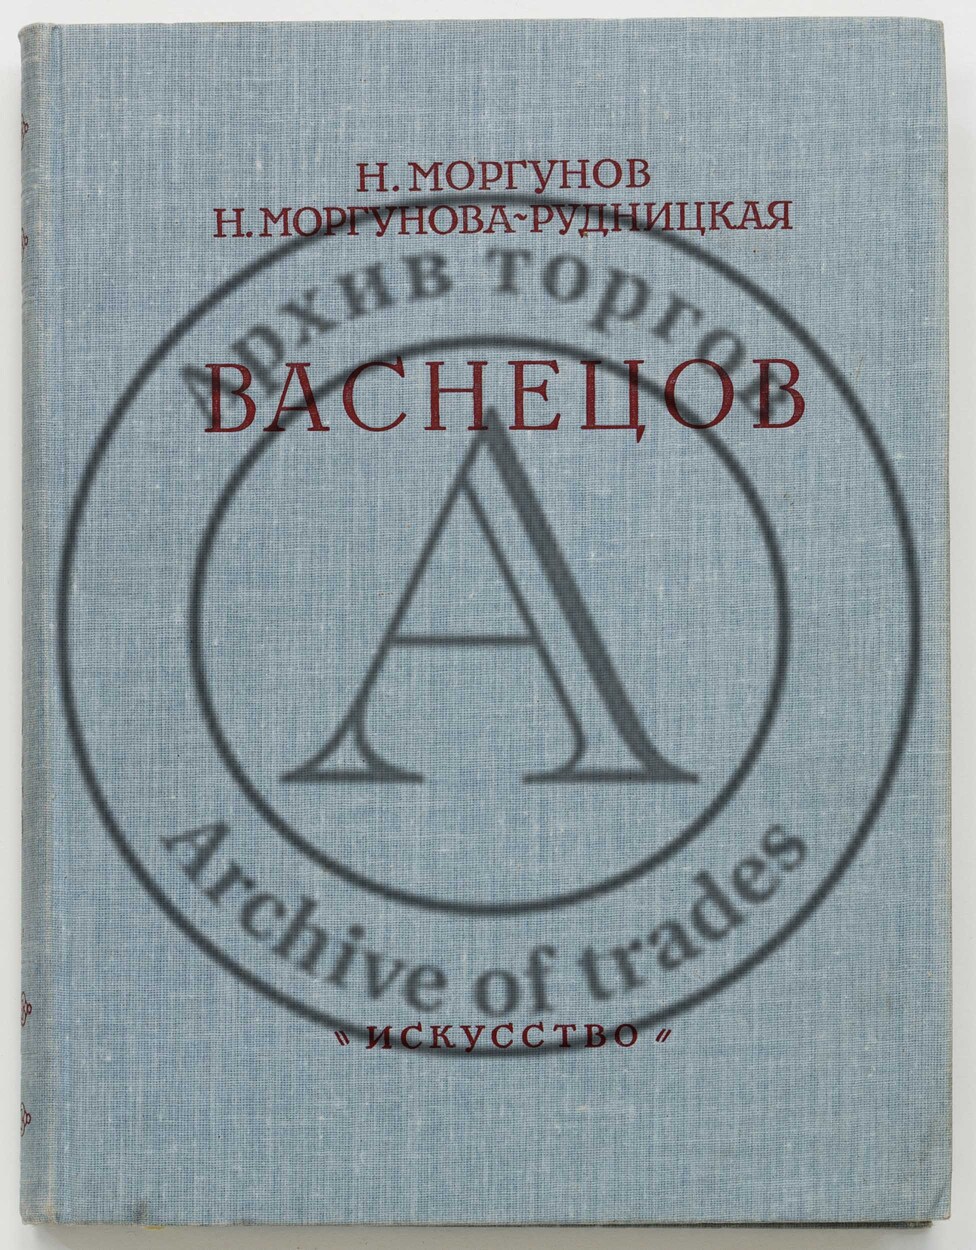 Н. МОРГУНОВ
Н. МОРГУНОВА~РУДНИЦКАЯ
Архив торгов
ВАСНЕЦОВ
А
Archive of trades
"ИСКУССТВО"